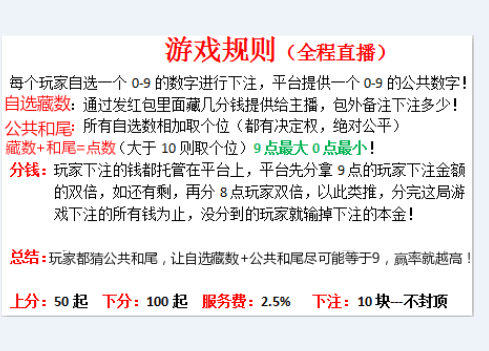 游戏规则（全程直播）
每个玩家自选一个 0-9 的数字进行下注，平台提供一个 0-9 的公共数字！
自选藏数：通过发红包里面藏几分钱提供给主播，包外备注下注多少！
公共和尾：所有自选数相加取个位（都有决定权，绝对公平）
藏数+和尾=点数（大于 10 则取个位）9 点最大 0 点最小！
分钱：玩家下注的钱都托管在平台上，平台先分拿 9 点的玩家下注金额
的双倍，如还有剩，再分 8 点玩家双倍，以此类推，分完这局游
戏下注的所有钱为止，没分到的玩家就输掉下注的本金！
总结：玩家都猜公共和尾，让自选藏数+公共和尾尽可能等于9，赢率就越高！
上分：50 起 下分：100 起 服务费：2.5% 下注：10 块---不封顶